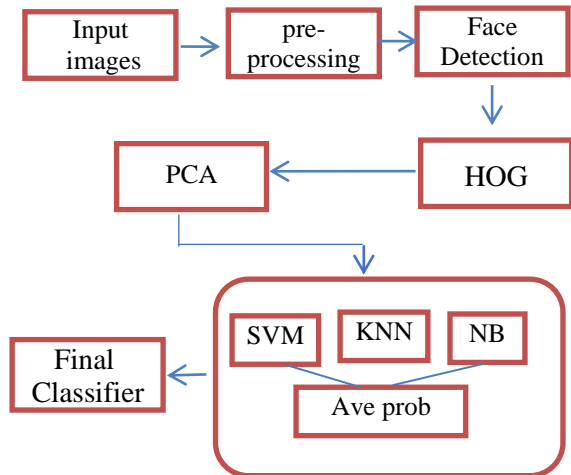 Input
images
pre-
processing
Face
Detection
HOG
PCA
SVM
KNN
NB
Ave prob
Final
Classifier